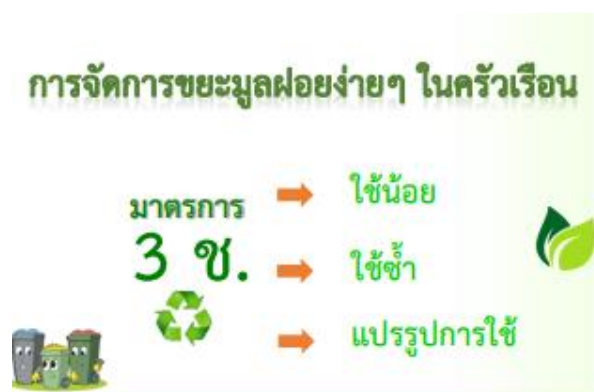 การจัดการขยะมูลฝอยง่ายๆ ในครัวเรือน
มาตรการ
3 ช.
ใช้น้อย
ใช้ซ้ำ
แปรรูปการใช้